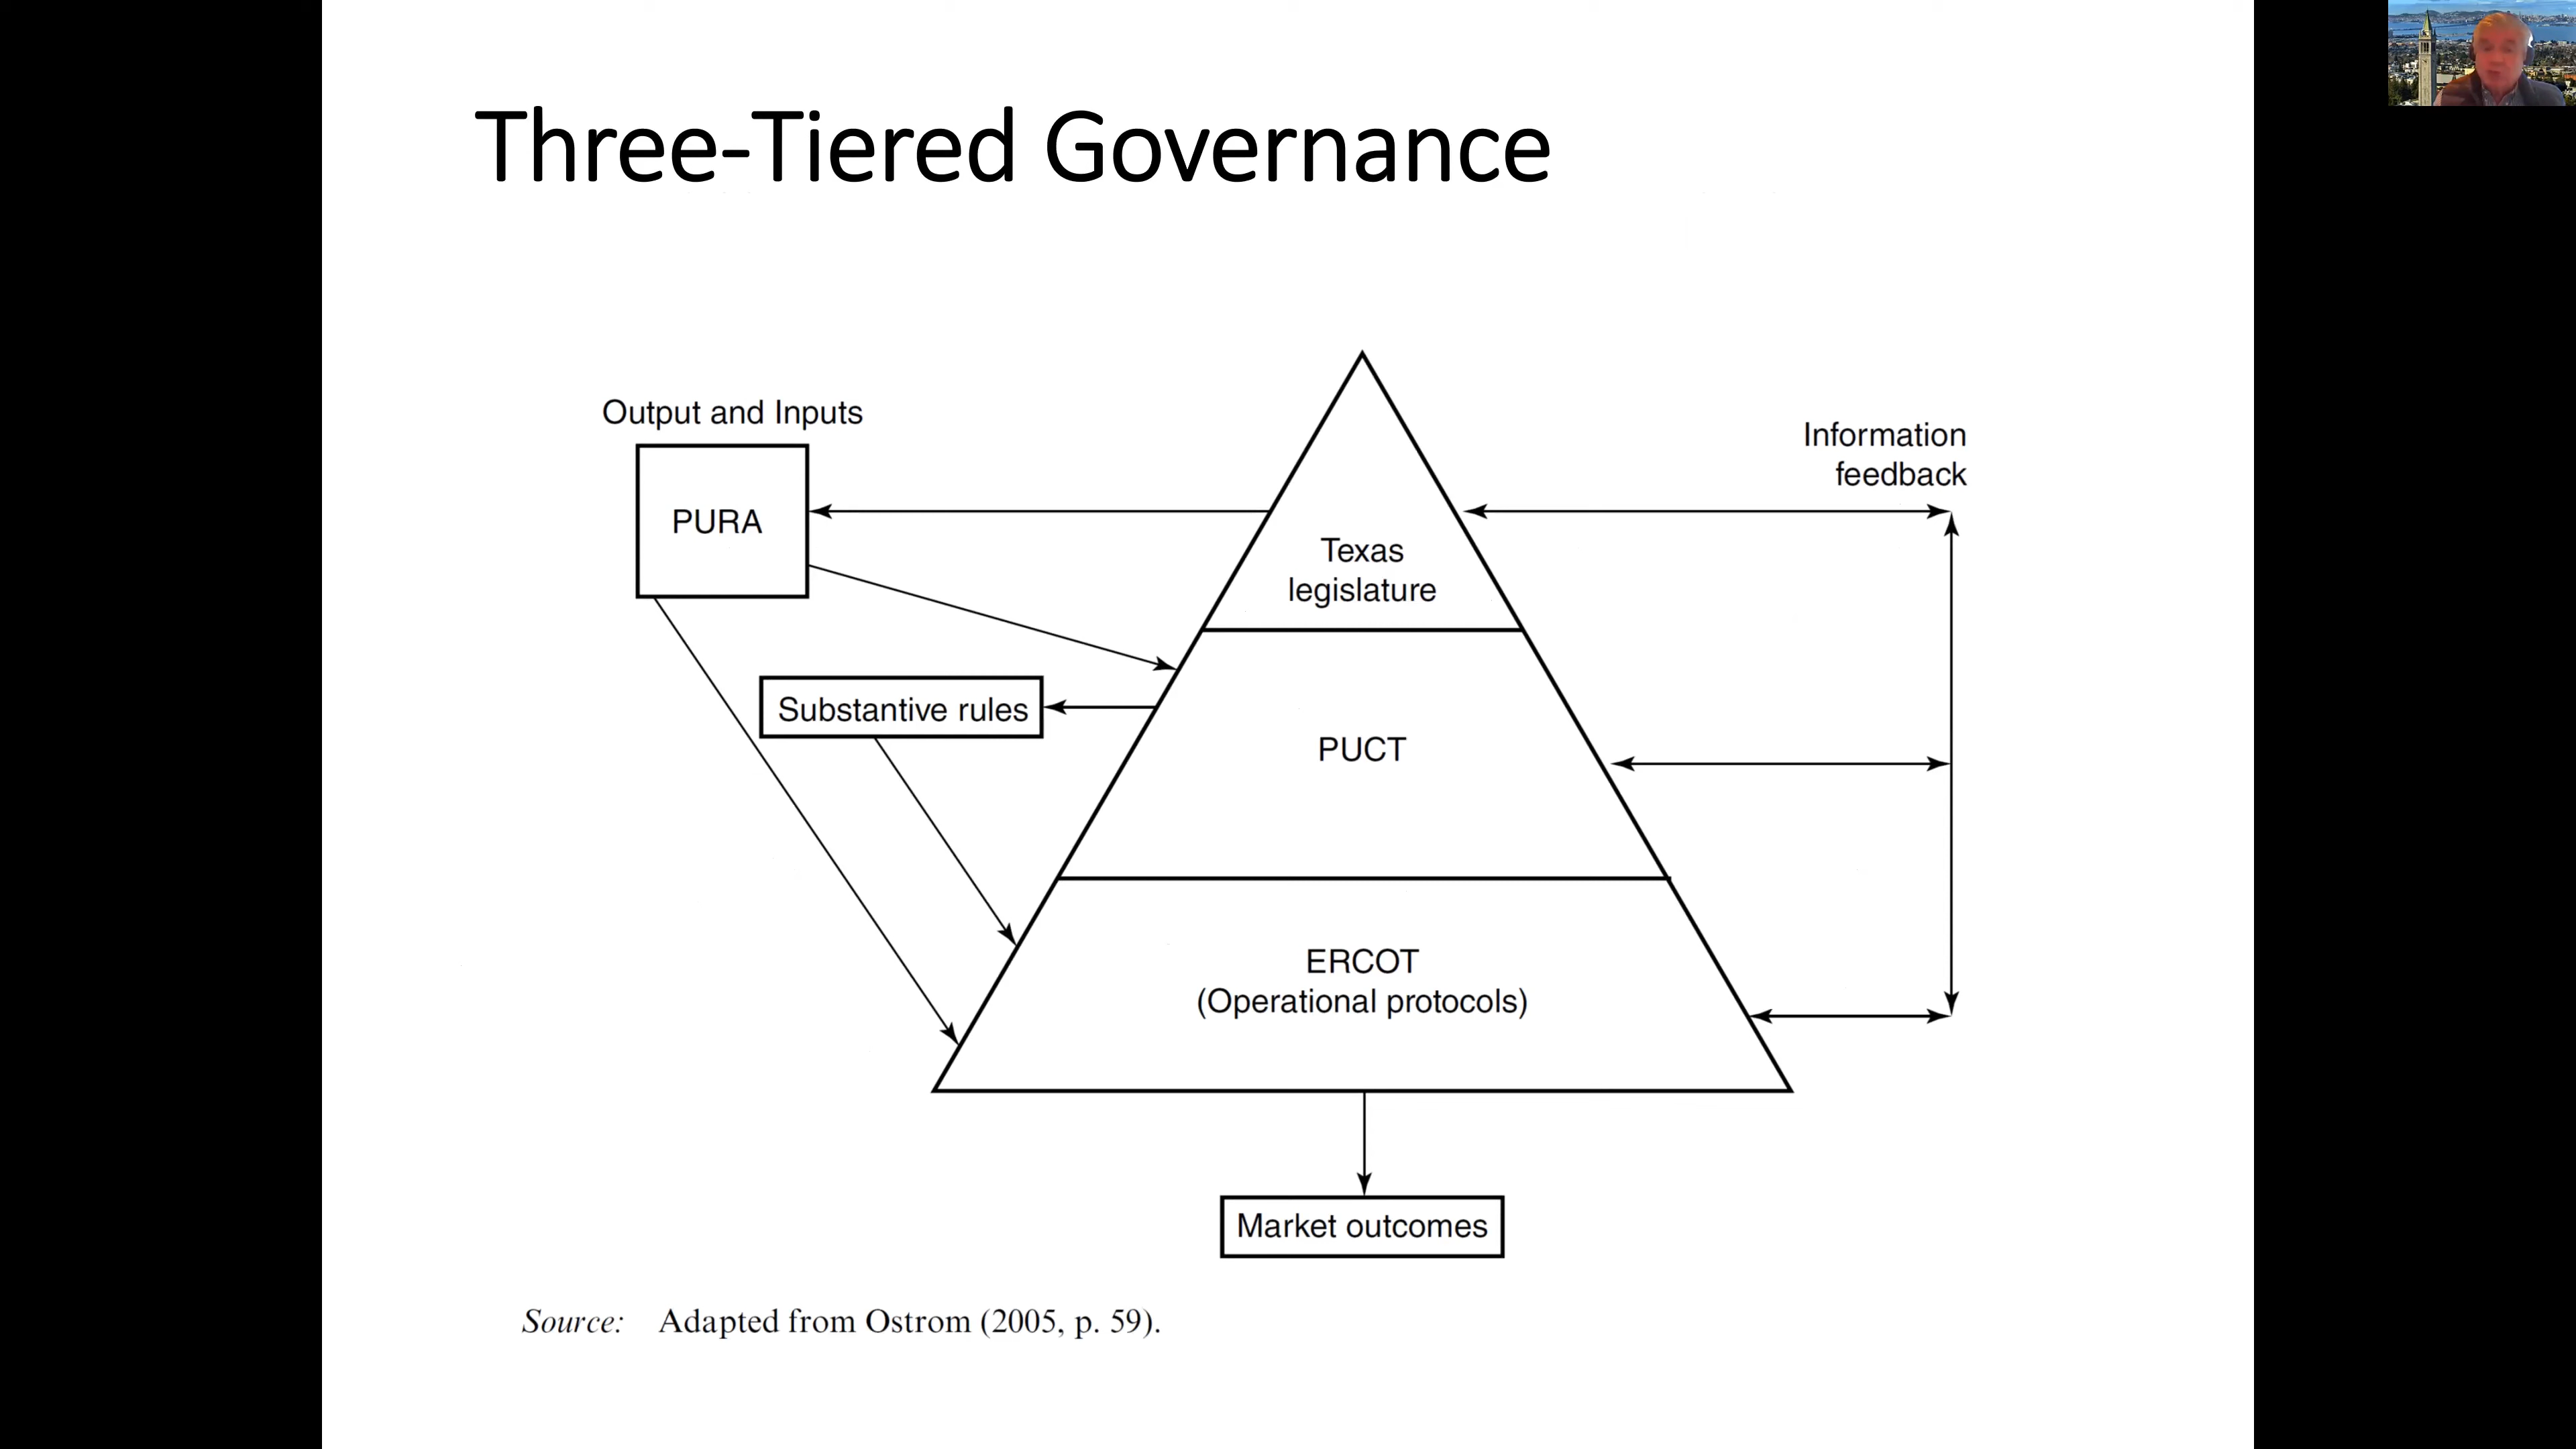 Three-Tiered Governance
Output and Inputs
PURA
Information
feedback
Texas
legislature
Substantive rules
PUCT
ERCOT
(Operational protocols)
Market outcomes
Source: Adapted from Ostrom (2005, p. 59).